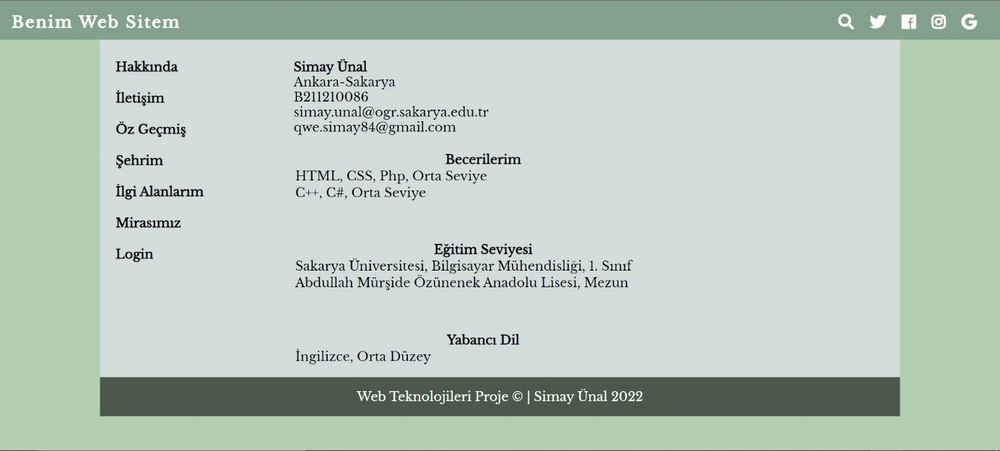 Benim Web Sitem
Hakkında
İletişim
Öz Geçmiş
Şehrim
İlgi Alanlarım
Mirasımız
Login
Simay Ünal
Ankara-Sakarya
B211210086
simay.unal@ogr.sakarya.edu.tr
qwe.simay84@gmail.com
Becerilerim
HTML, CSS, Php, Orta Seviye
C++, C#, Orta Seviye
Eğitim Seviyesi
Sakarya Üniversitesi, Bilgisayar Mühendisliği, 1. Sınıf
Abdullah Mürşide Özünenek Anadolu Lisesi, Mezun
Yabancı Dil
İngilizce, Orta Düzey
Web Teknolojileri Proje © | Simay Ünal 2022